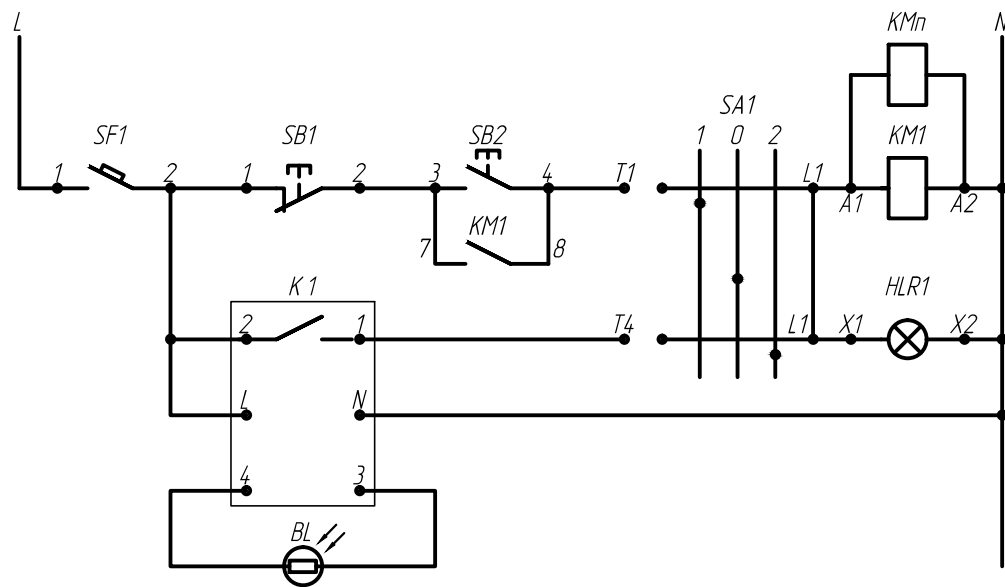 L KMn N
SA1
SF1 SB1 SB2 1 0 2 KM1
1 2 1 2 3 4 T1 L1 A1 A2
7 KM1 8
K1 HLR1
2 1 T4 L1 X1 X2
L N
4 3
BL